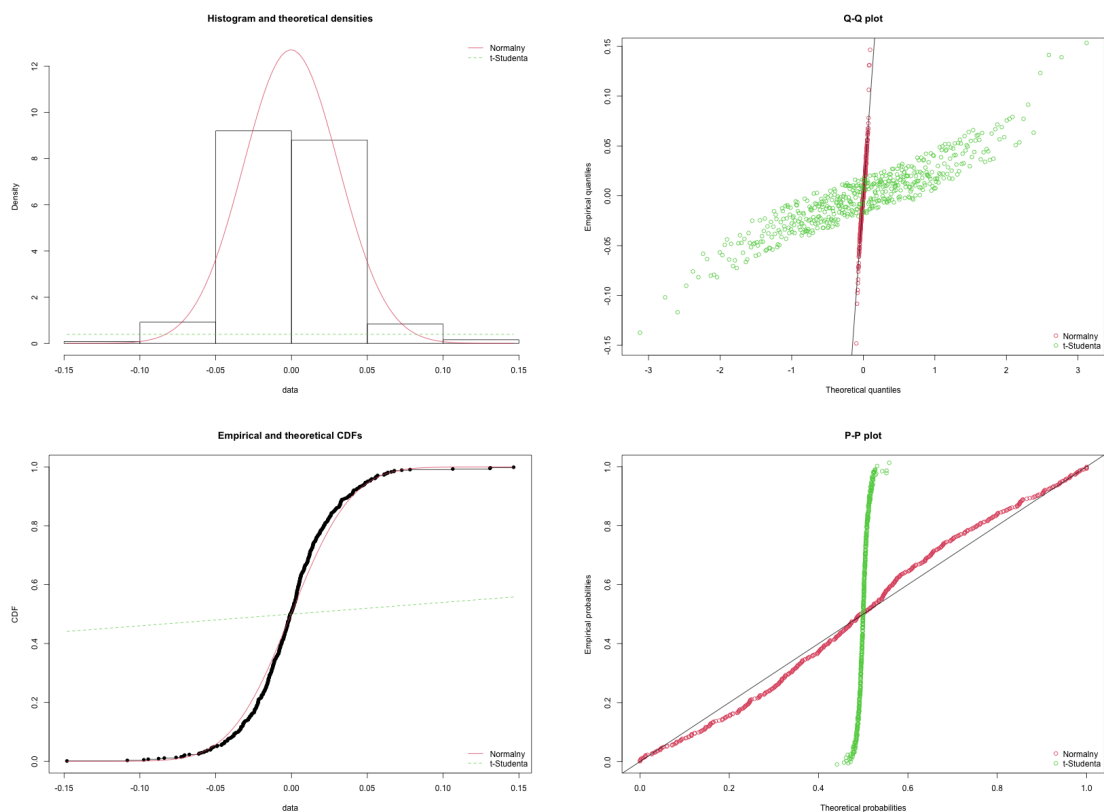 Histogram and theoretical densities
Normalny
t-Studenta
Density
0 2 4 6 8 10 12
-0.15 -0.10 -0.05 0.00 0.05 0.10 0.15
data
Q-Q plot
Empirical quantiles
-0.15 -0.10 -0.05 0.00 0.05 0.10 0.15
Normalny
t-Studenta
-3 -2 -1 0 1 2 3
Theoretical quantiles
Empirical and theoretical CDFs
CDF
0.0 0.2 0.4 0.6 0.8 1.0
Normalny
t-Studenta
-0.15 -0.10 -0.05 0.00 0.05 0.10 0.15
data
P-P plot
Empirical probabilities
0.0 0.2 0.4 0.6 0.8 1.0
Normalny
t-Studenta
0.0 0.2 0.4 0.6 0.8 1.0
Theoretical probabilities